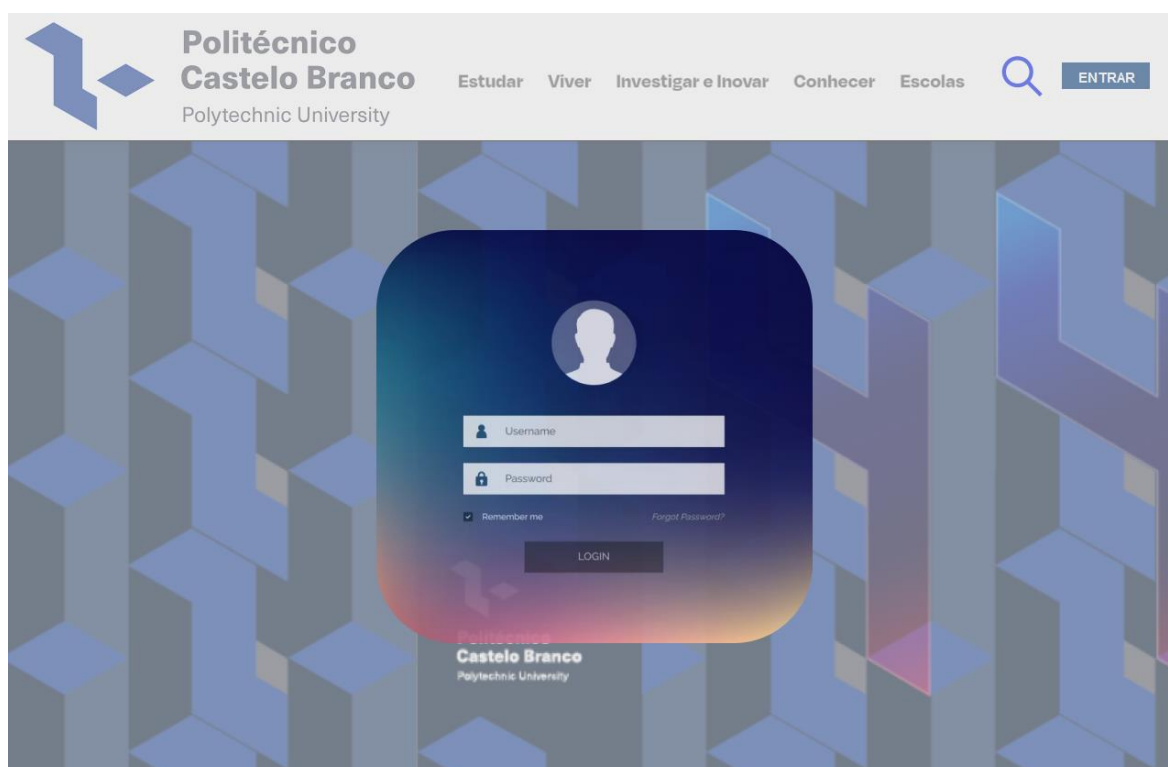 Politécnico
Castelo Branco
Polytechnic University
Estudar Viver Investigar e Inovar Conhecer Escolas ENTRAR
Username
Password
Remember me Forgot Password?
LOGIN
Politécnico
Castelo Branco
Polytechnic University